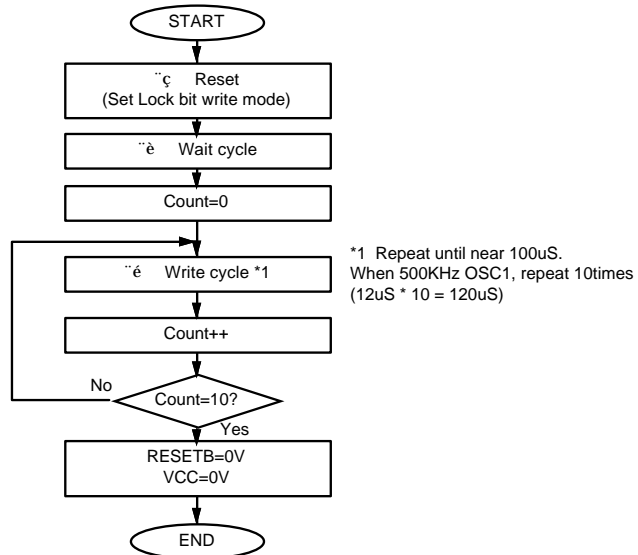 START
¨ç Reset
(Set Lock bit write mode)
¨è Wait cycle
Count=0
¨é Write cycle *1
*1 Repeat until near 100uS.
When 500KHz OSC1, repeat 10times
(12uS * 10 = 120uS)
Count++
No
Count=10?
Yes
RESETB=0V
VCC=0V
END